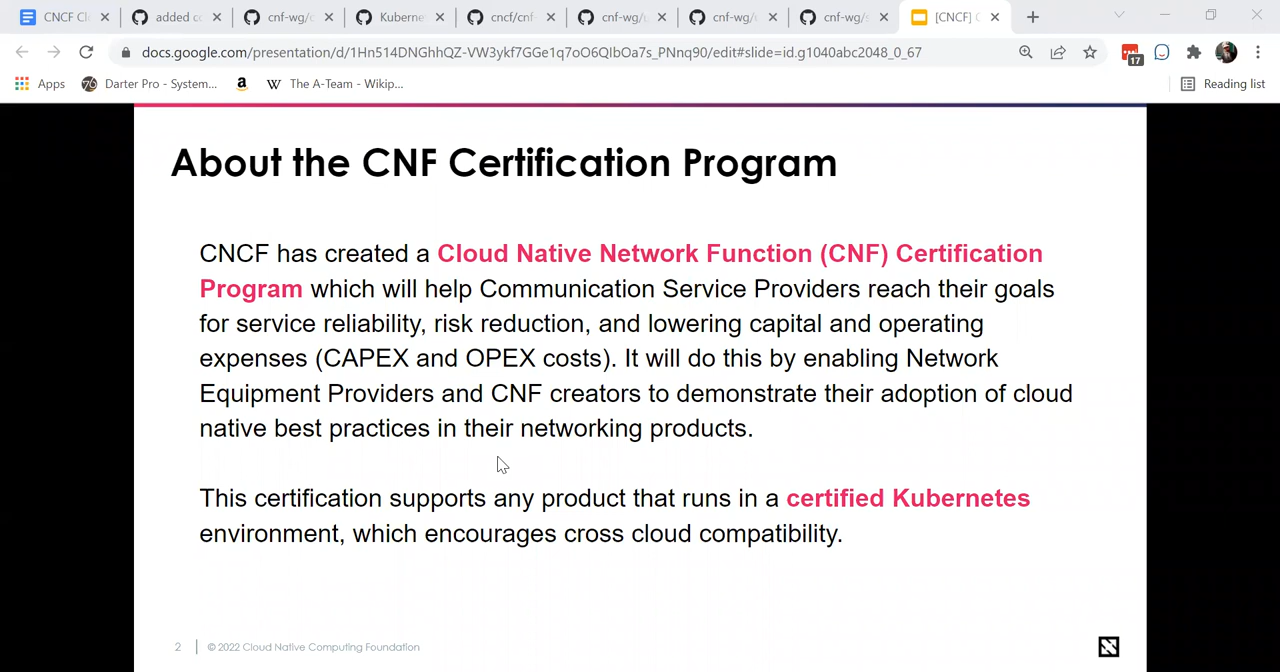 CNCF Cl
added c
cnf-wg/
Kuberne
cncf/cnf
cnf-wg/
cnf-wg/
cnf-wg/
[CNCF] C
docs.google.com/presentation/d/1Hn514DNGhhQZ-VW3ykf7GGe1q7oO6QIbOa7s_PNnq90/edit#slide=id.g1040abc2048_0_67
17
Apps
76
Darter Pro - System...
a
W
The A-Team - Wikip...
Reading list
About the CNF Certification Program
CNCF has created a Cloud Native Network Function (CNF) Certification
Program which will help Communication Service Providers reach their goals
for service reliability, risk reduction, and lowering capital and operating
expenses (CAPEX and OPEX costs). It will do this by enabling Network
Equipment Providers and CNF creators to demonstrate their adoption of cloud
native best practices in their networking products.
This certification supports any product that runs in a certified Kubernetes
environment, which encourages cross cloud compatibility.
2
© 2022 Cloud Native Computing Foundation